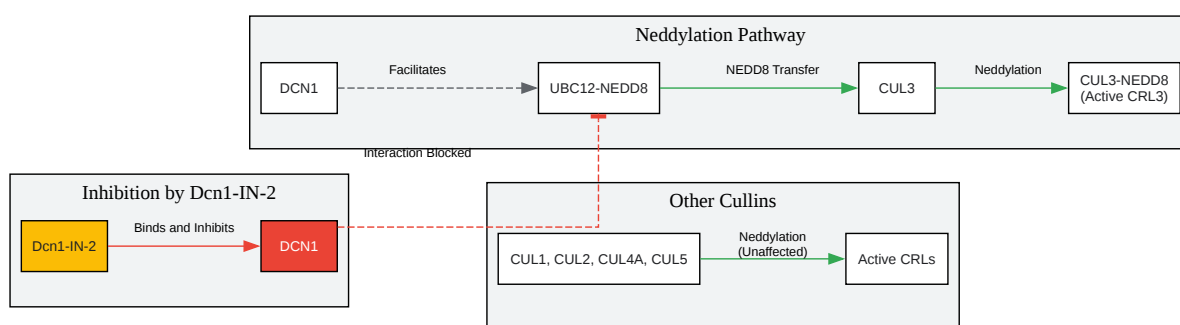 Neddylation Pathway
DCN1
Facilitates
UBC12-NEDD8
NEDD8 Transfer
CUL3
Neddylation
CUL3-NEDD8
(Active CRL3)
Interaction Blocked
Inhibition by Dcn1-IN-2
Dcn1-IN-2
Binds and Inhibits
DCN1
Other Cullins
CUL1, CUL2, CUL4A, CUL5
Neddylation
(Unaffected)
Active CRLs